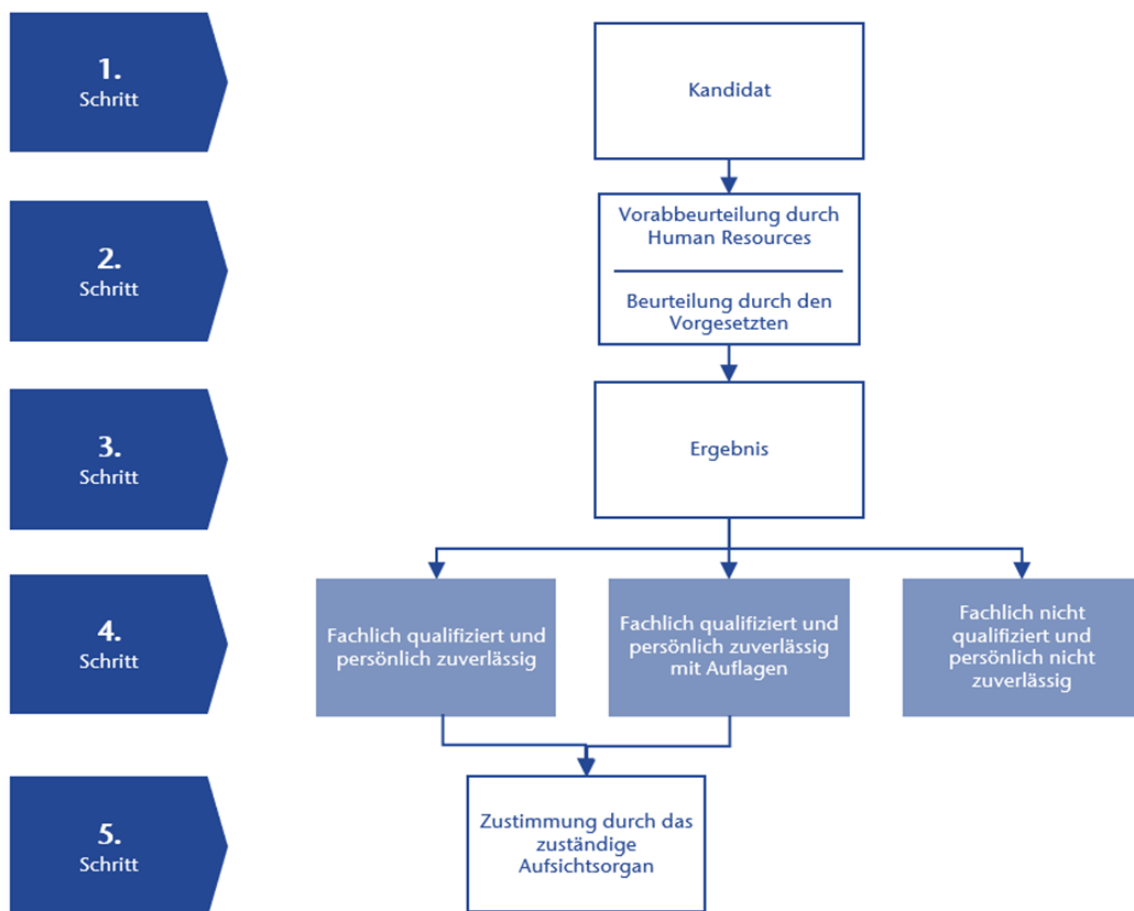 1.
Schritt
Kandidat
2.
Schritt
Vorabbeurteilung durch
Human Resources
Beurteilung durch den
Vorgesetzten
3.
Schritt
Ergebnis
4.
Schritt
Fachlich qualifiziert und
persönlich zuverlässig
Fachlich qualifiziert und
persönlich zuverlässig
mit Auflagen
Fachlich nicht
qualifiziert und
persönlich nicht
zuverlässig
5.
Schritt
Zustimmung durch das
zuständige
Aufsichtsorgan